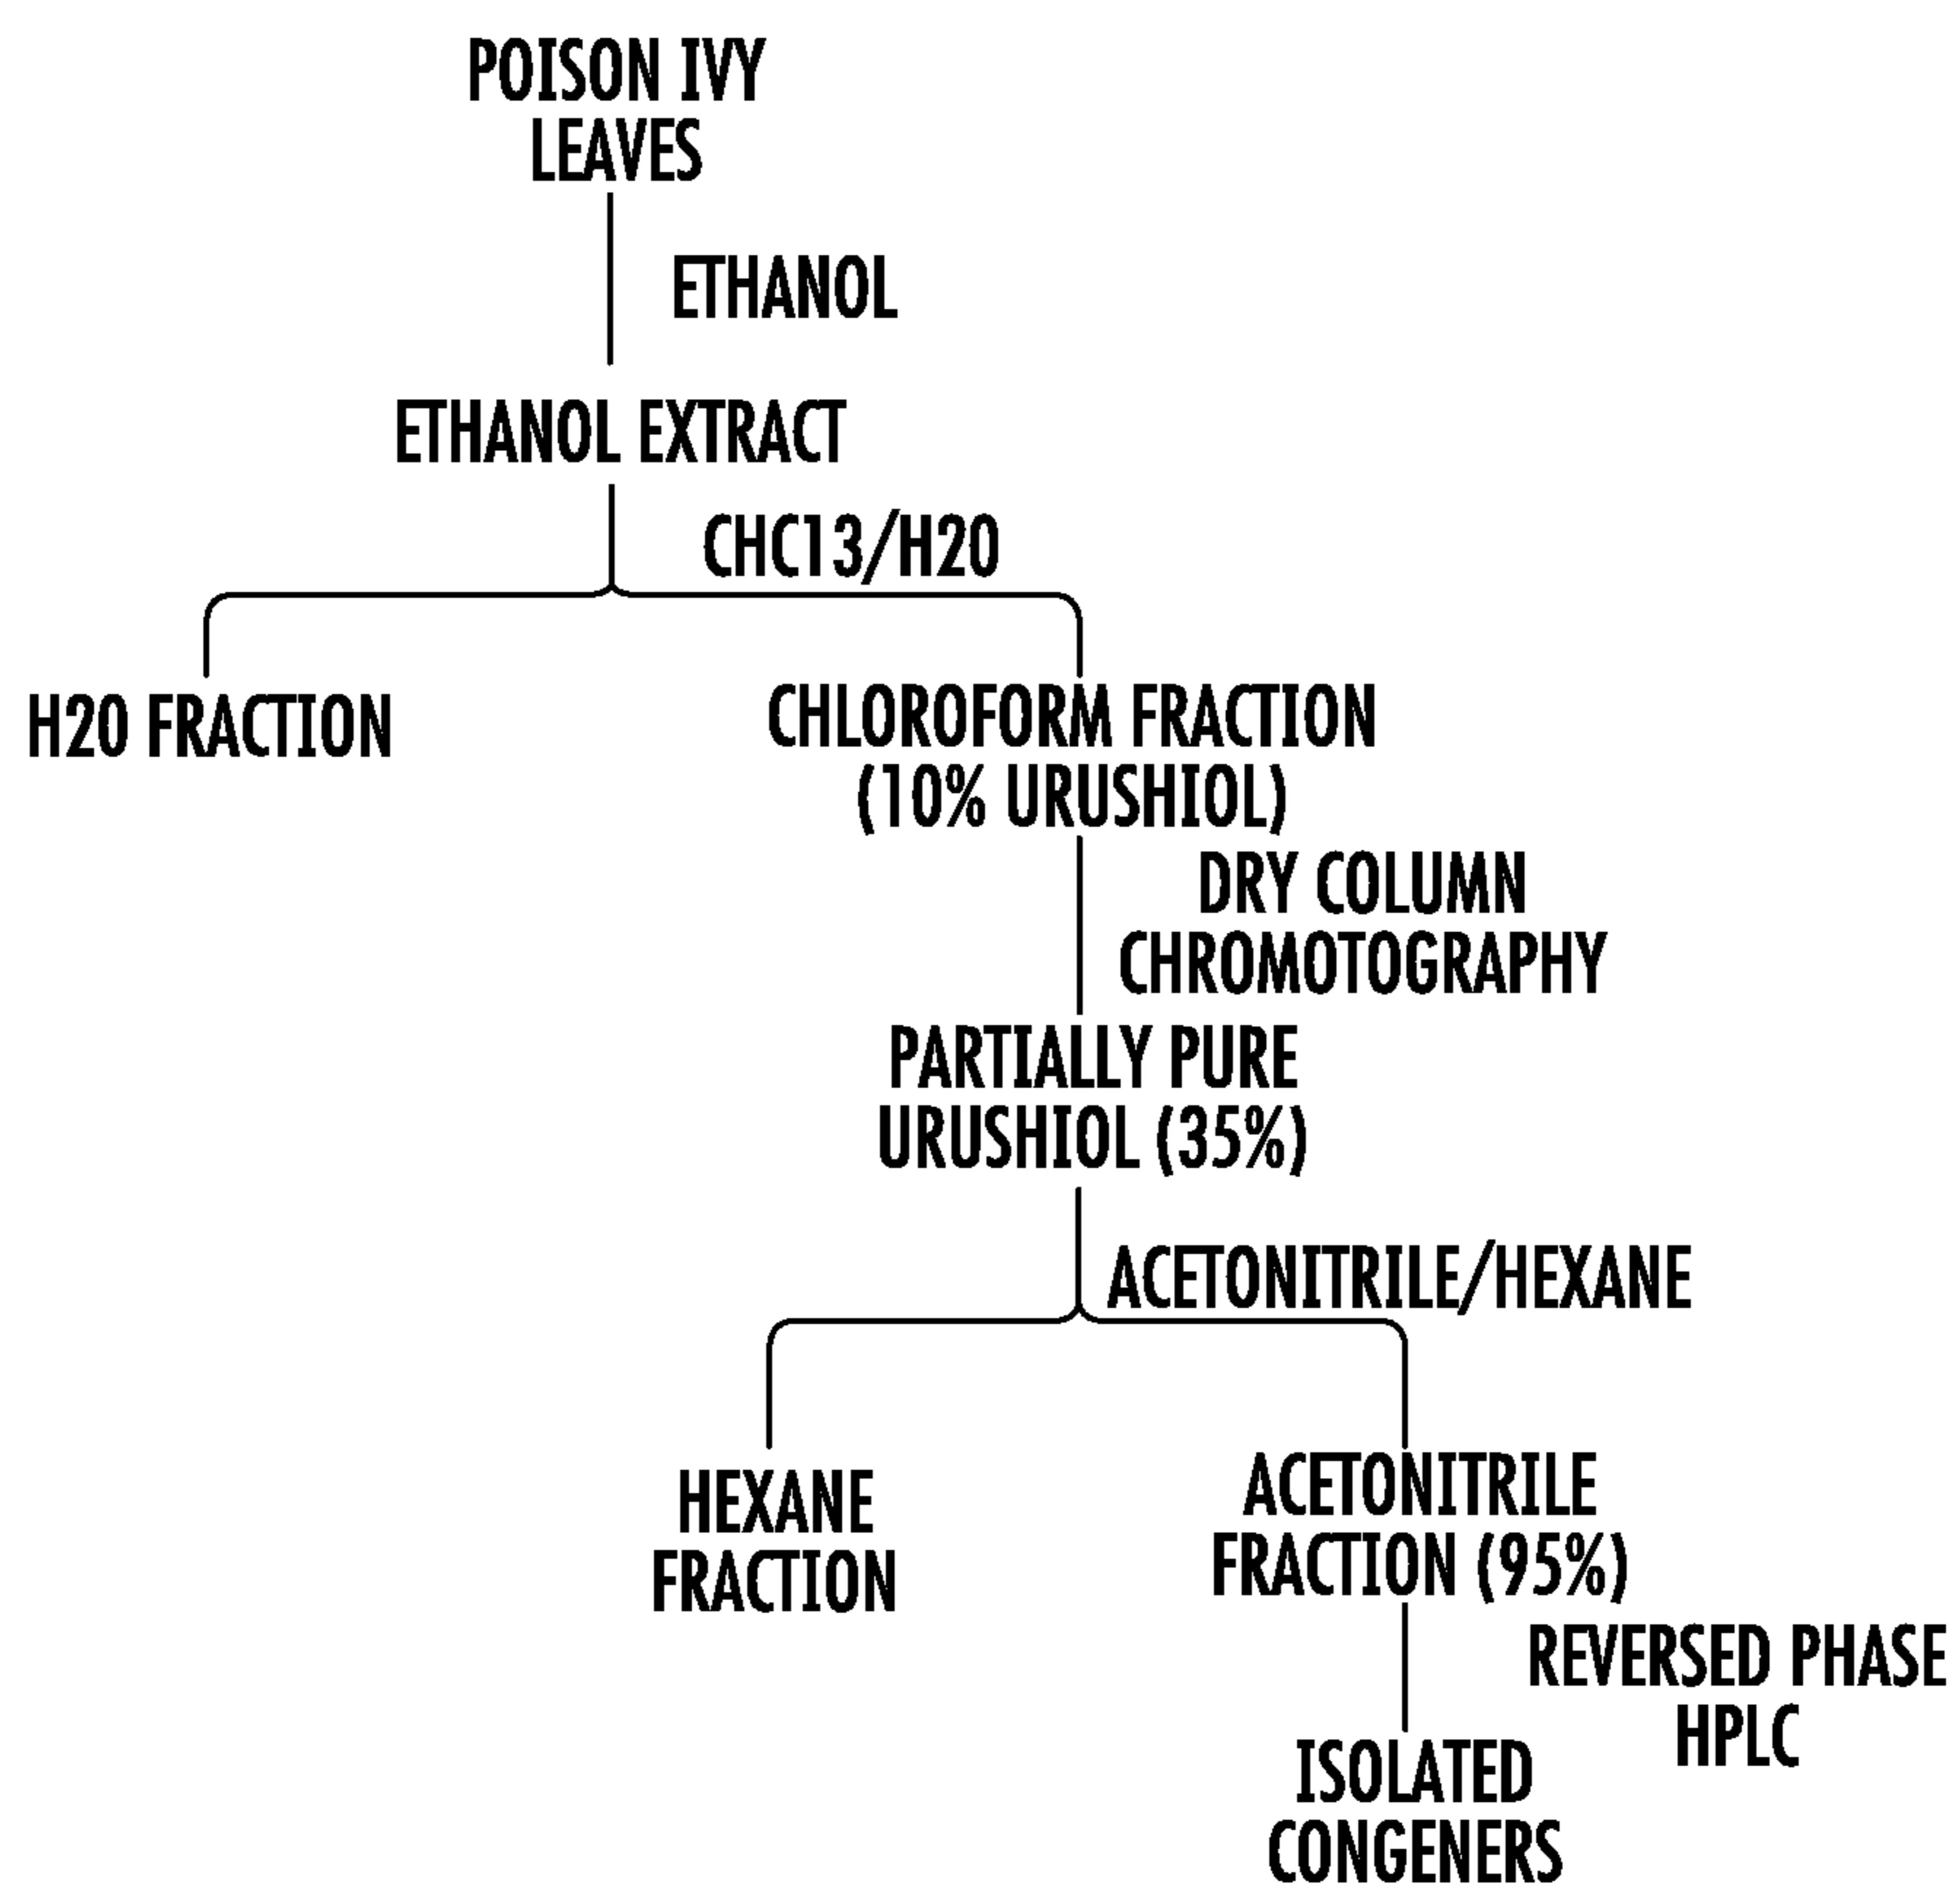 POISON IVY
LEAVES
ETHANOL
ETHANOL EXTRACT
CHC13/H20
H20 FRACTION
CHLOROFORM FRACTION
(10% URUSHIOL)
DRY COLUMN
CHROMOTOGRAPHY
PARTIALLY PURE
URUSHIOL (35%)
ACETONITRILE/HEXANE
HEXANE
FRACTION
ACETONITRILE
FRACTION (95%)
REVERSED PHASE
HPLC
ISOLATED
CONGENERS